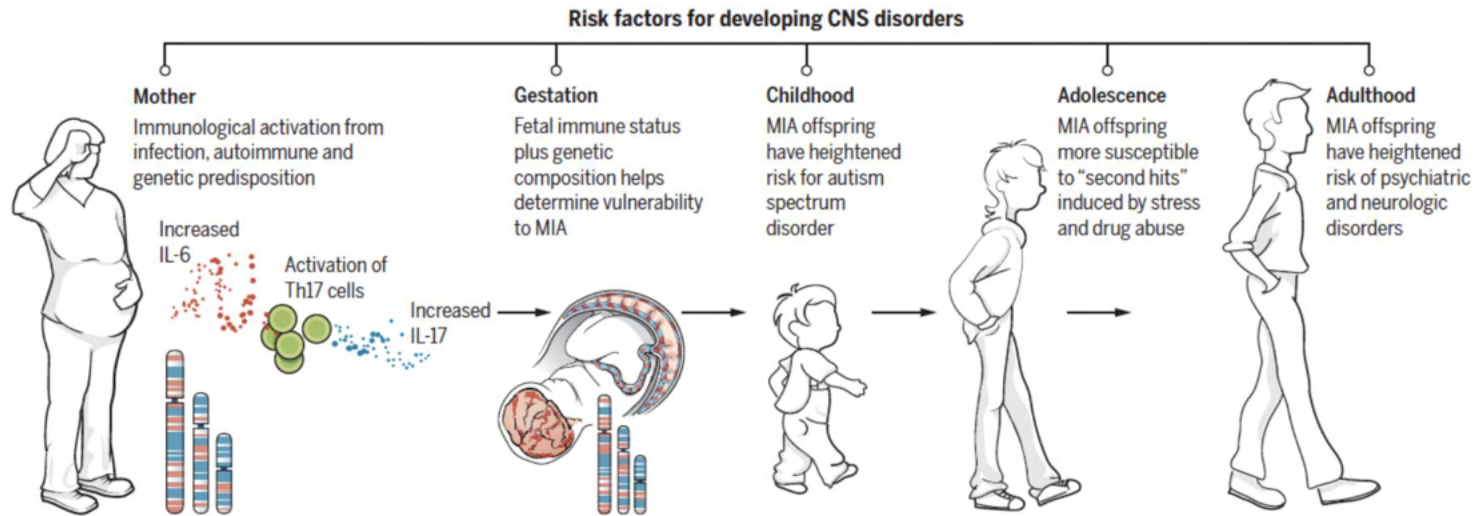 Risk factors for developing CNS disorders
Mother
Immunological activation from
infection, autoimmune and
genetic predisposition
Increased
IL-6
Activation of
Th17 cells
Increased
IL-17
Gestation
Fetal immune status
plus genetic
composition helps
determine vulnerability
to MIA
Childhood
MIA offspring
have heightened
risk for autism
spectrum
disorder
Adolescence
MIA offspring
more susceptible
to “second hits”
induced by stress
and drug abuse
Adulthood
MIA offspring
have heightened
risk of psychiatric
and neurologic
disorders